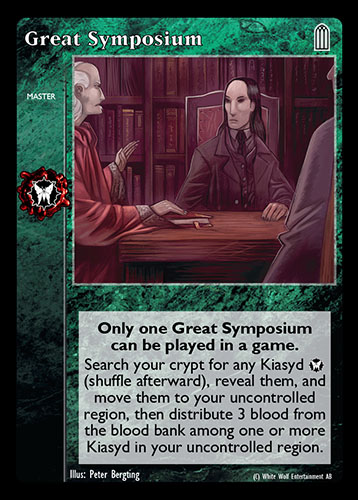 Great Symposium
MASTER
Only one Great Symposium
can be played in a game.
Search your crypt for any Kiasyd
(shuffle afterward), reveal them, and
move them to your uncontrolled
region, then distribute 3 blood from
the blood bank among one or more
Kiasyd in your uncontrolled region.
Illus: Peter Bergting
(C) White Wolf Entertainment AB